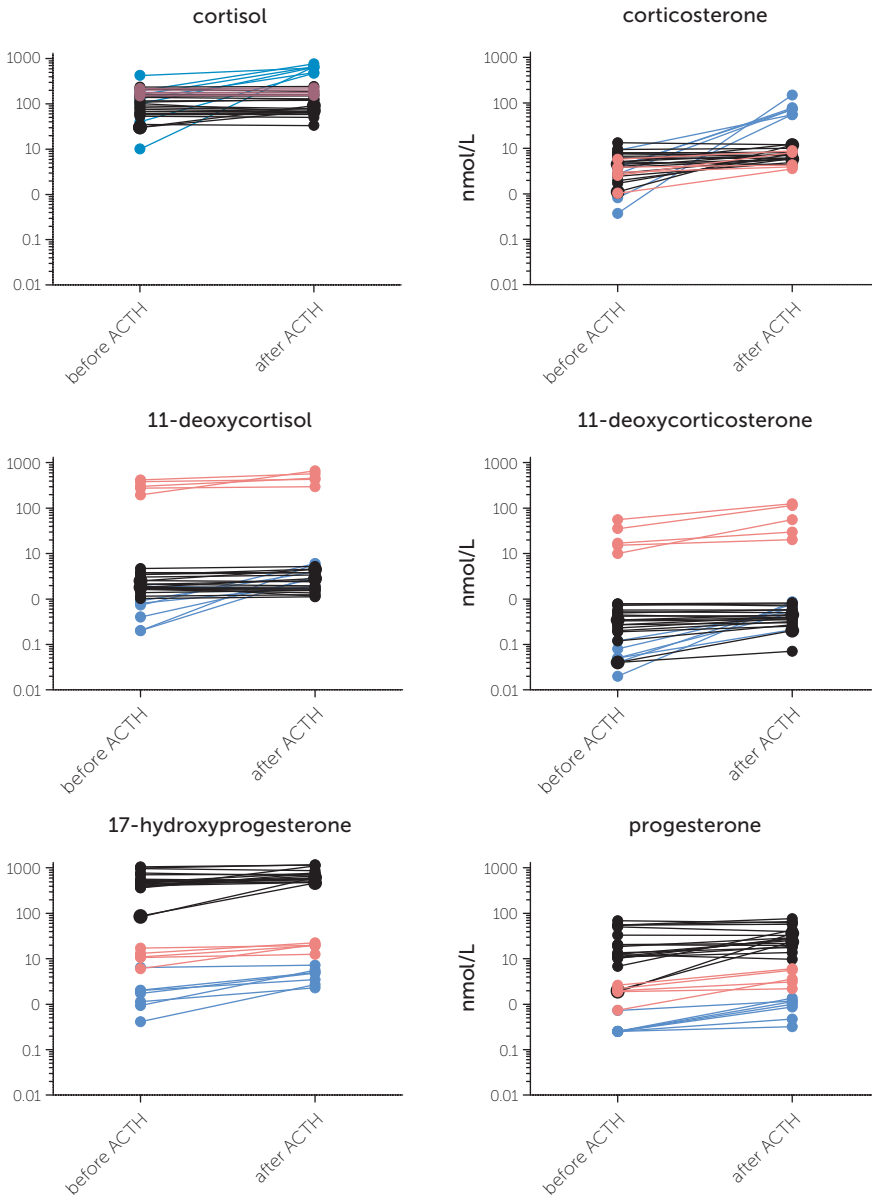 cortisol
1000
100
10
0
0.1
0.01
before ACTH
after ACTH
corticosterone
nmol/L
1000
100
10
0
0.1
0.01
before ACTH
after ACTH
11-deoxycortisol
1000
100
10
0
0.1
0.01
before ACTH
after ACTH
11-deoxycorticosterone
nmol/L
1000
100
10
0
0.1
0.01
before ACTH
after ACTH
17-hydroxyprogesterone
1000
100
10
0
0.1
0.01
before ACTH
after ACTH
progesterone
nmol/L
1000
100
10
0
0.1
0.01
before ACTH
after ACTH